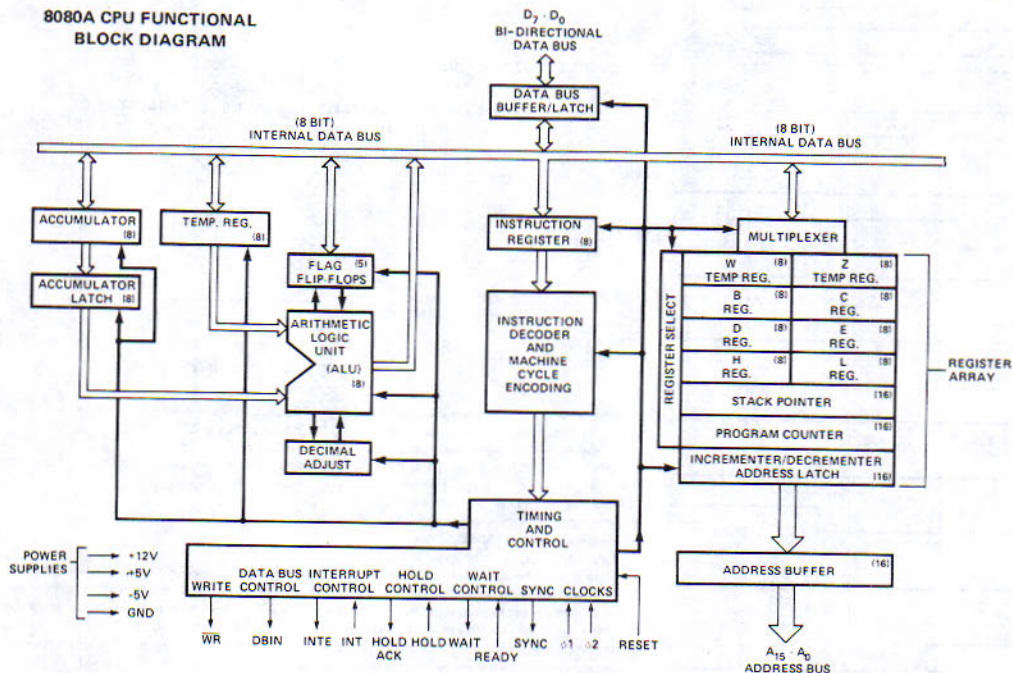 8080A CPU FUNCTIONAL
BLOCK DIAGRAM
D7 - D0
BI-DIRECTIONAL
DATA BUS
DATA BUS
BUFFER/LATCH
(8 BIT)
INTERNAL DATA BUS
(8 BIT)
INTERNAL DATA BUS
ACCUMULATOR
(8)
TEMP. REG.
(8)
INSTRUCTION
REGISTER (8)
MULTIPLEXER
ACCUMULATOR
LATCH (8)
FLAG (5)
FLIP-FLOPS
ARITHMETIC
LOGIC
UNIT
(ALU)
(8)
DECIMAL
ADJUST
INSTRUCTION
DECODER
AND
MACHINE
CYCLE
ENCODING
REGISTER SELECT
W (8)
TEMP REG.
Z (8)
TEMP REG.
B (8)
REG.
C (8)
REG.
D (8)
REG.
E (8)
REG.
H (8)
REG.
L (8)
REG.
STACK POINTER (16)
PROGRAM COUNTER (16)
INCREMENTER/DECREMENTER
ADDRESS LATCH (16)
REGISTER
ARRAY
TIMING
AND
CONTROL
WRITE
DATA BUS
CONTROL
INTERRUPT
CONTROL
HOLD
CONTROL
WAIT
CONTROL
SYNC
CLOCKS
ADDRESS BUFFER (16)
POWER
SUPPLIES
+12V
+5V
-5V
GND
WR
DBIN
INTE
INT
HOLD
ACK
HOLD
WAIT
READY
SYNC
φ1
φ2
RESET
A15 - A0
ADDRESS BUS